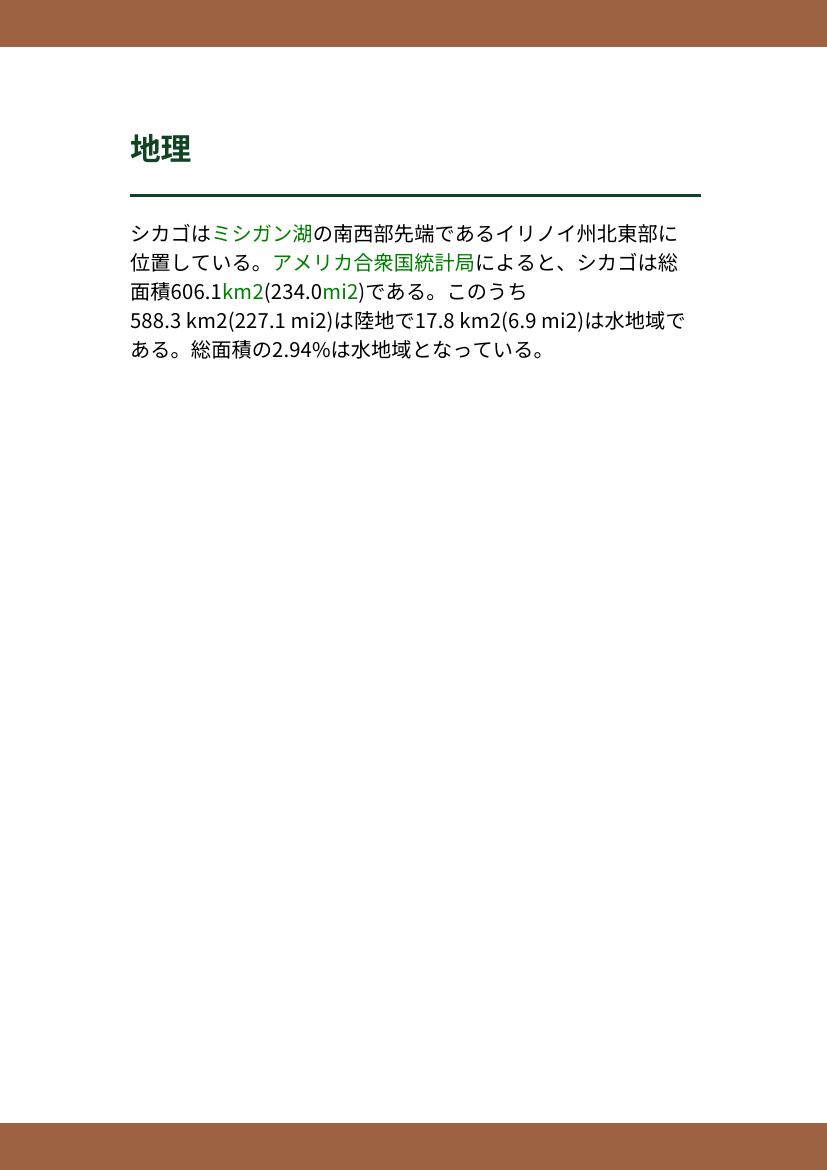 地理
シカゴはミシガン湖の南西部先端であるイリノイ州北東部に
位置している。アメリカ合衆国統計局によると、シカゴは総
面積606.1km2(234.0mi2)である。このうち
588.3 km2(227.1 mi2)は陸地で17.8 km2(6.9 mi2)は水地域で
ある。総面積の2.94%は水地域となっている。